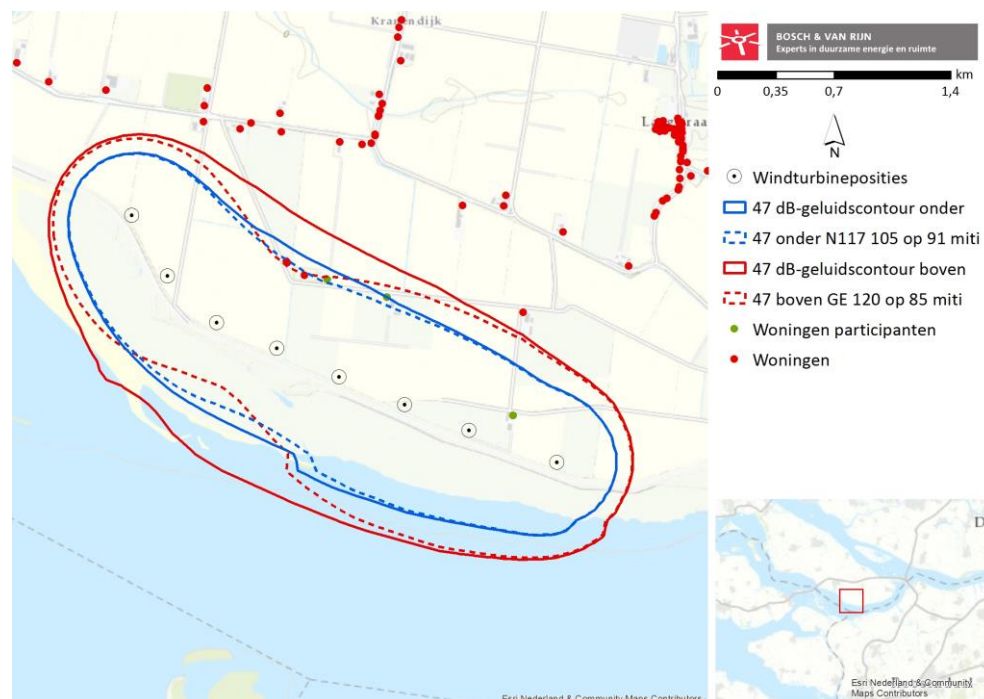 Kranendijk
BOSCH & VAN RIJN
Experts in duurzame energie en ruimte
km
0 0,35 0,7 1,4
N
Windturbineposities
47 dB-geluidscontour onder
47 onder N117 105 op 91 miti
47 dB-geluidscontour boven
47 boven GE 120 op 85 miti
Woningen participanten
Woningen
D
Esri Nederland & Community Maps Contributors
Esri Nederland & Community
Maps Contributors